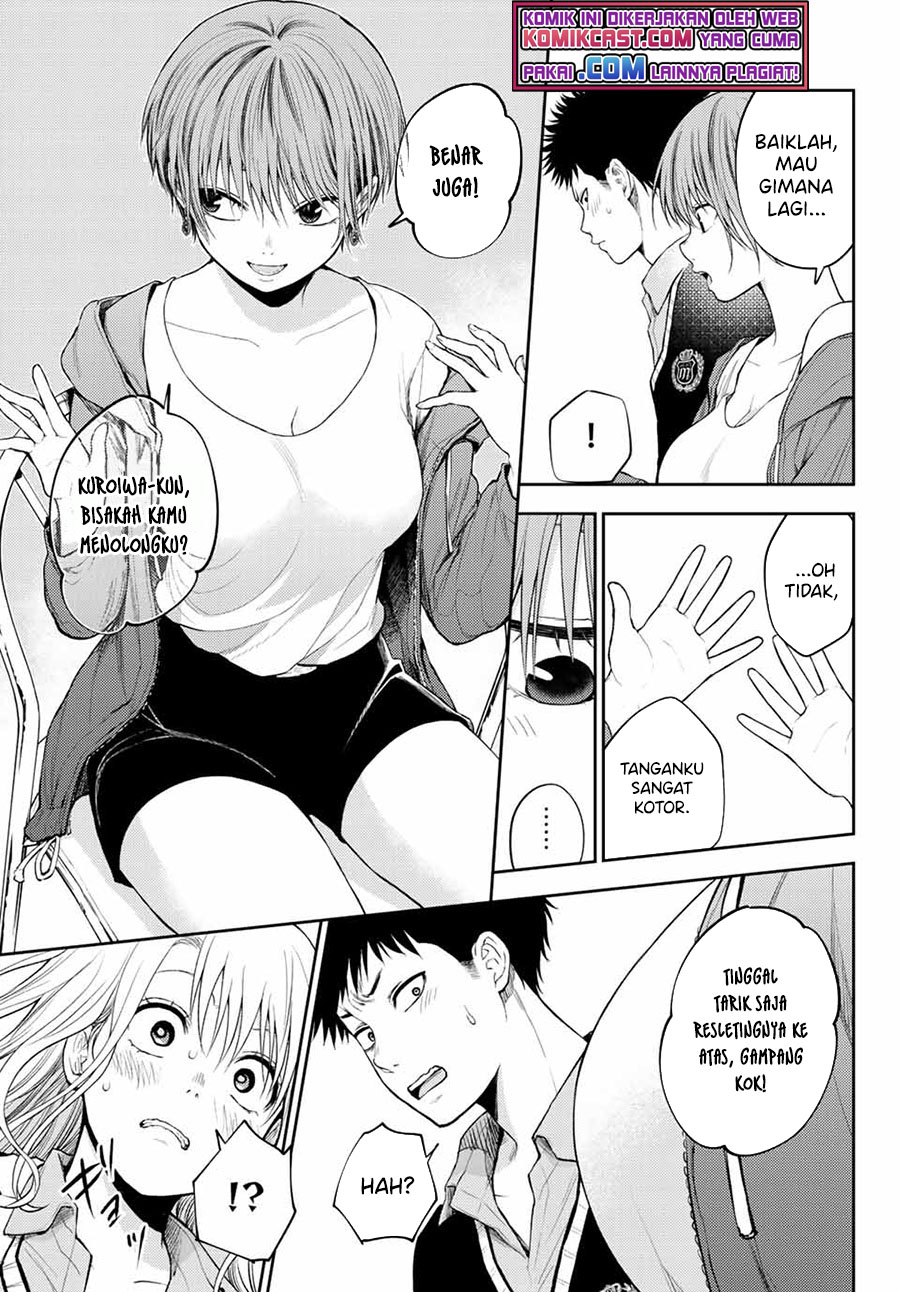 KOMIK INI DIKERJAKAN OLEH WEB
KOMIKCAST.COM YANG CUMA
PAKAI .COM LAINNYA PLAGIAT!
BAIKLAH,
MAU
GIMANA
LAGI...
!
...OH
TIDAK,
TANGANKU
SANGAT
KOTOR.
......
BENAR
JUGA!
KUROIWA-KUN,
BISAKAH KAMU
MENOLONGKU?
TINGGAL
TARIK SAJA
RESLETINGNYA KE
ATAS, GAMPANG
KOK!
HAH?
!?